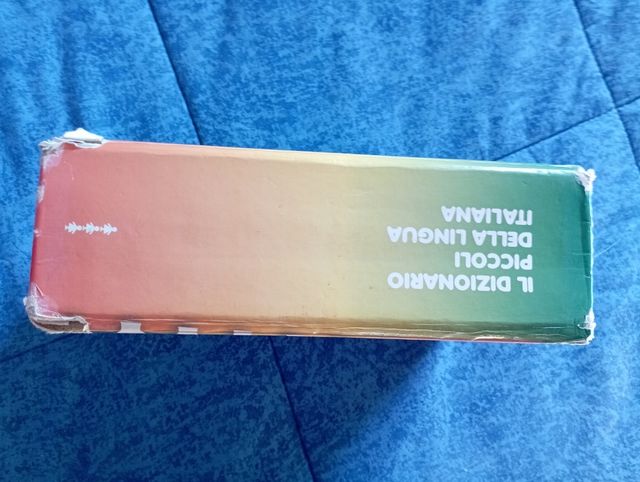 IL DIZIONARIO
PICCOLI
DELLA LINGUA
ITALIANA